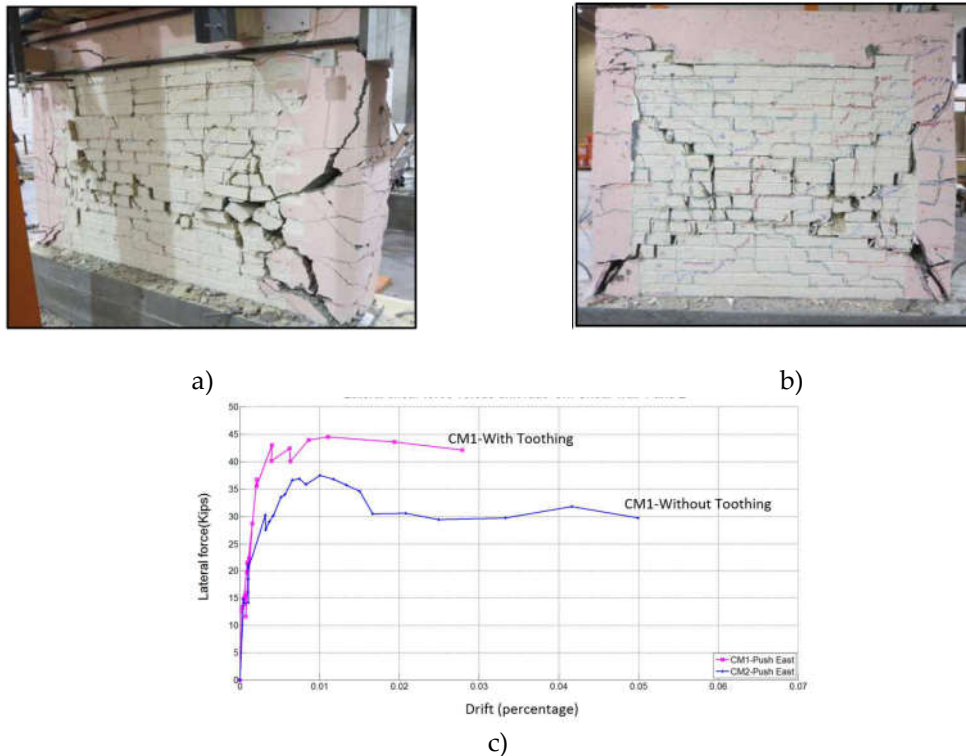 a)
b)
50
45
40
35
30
25
20
15
10
5
0
Lateral force(Kips)
CM1-With Toothing
CM1-Without Toothing
CM1-Push East
CM2-Push East
0
0.01
0.02
0.03
0.04
0.05
0.06
0.07
Drift (percentage)
c)